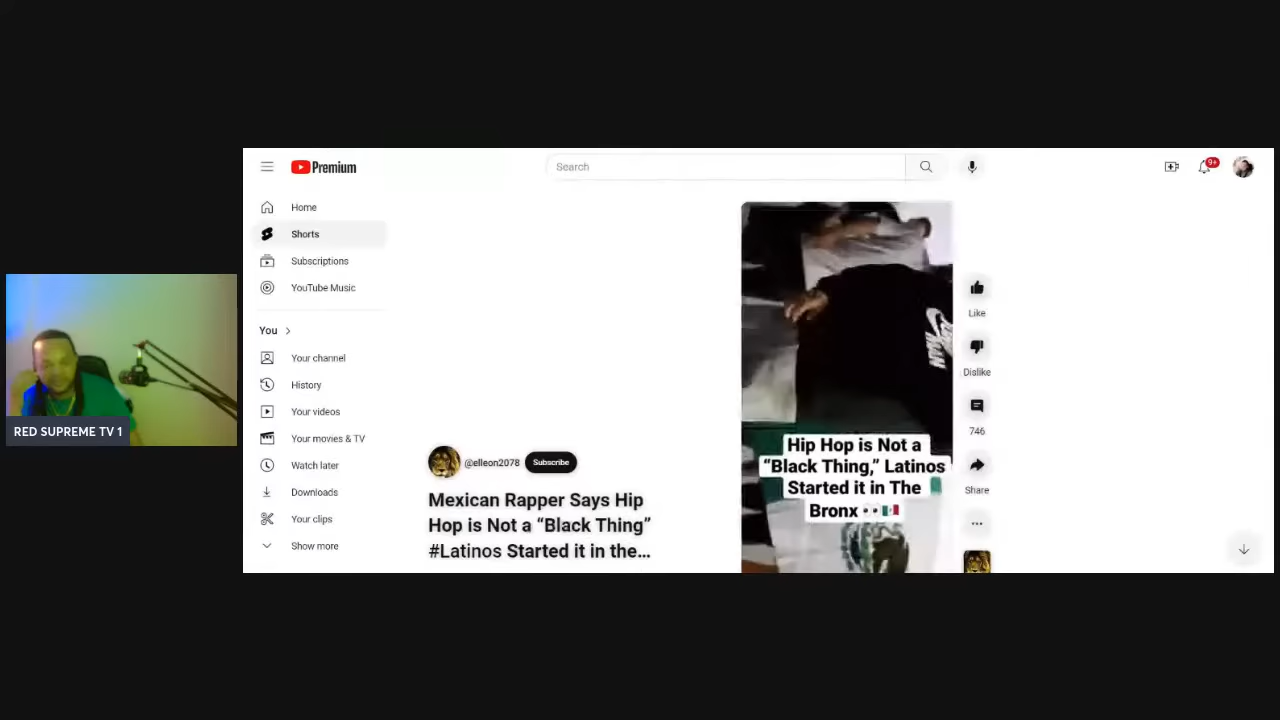 Premium
Search
9+
Home
Shorts
Subscriptions
YouTube Music
You
Your channel
History
Your videos
Your movies & TV
Watch later
Downloads
Your clips
Show more
RED SUPREME TV 1
@elleon2078
Subscribe
Mexican Rapper Says Hip
Hop is Not a “Black Thing”
#Latinos Started it in the...
Hip Hop is Not a
“Black Thing,” Latinos
Started it in The
Bronx 👀🇲🇽
Like
Dislike
746
Share